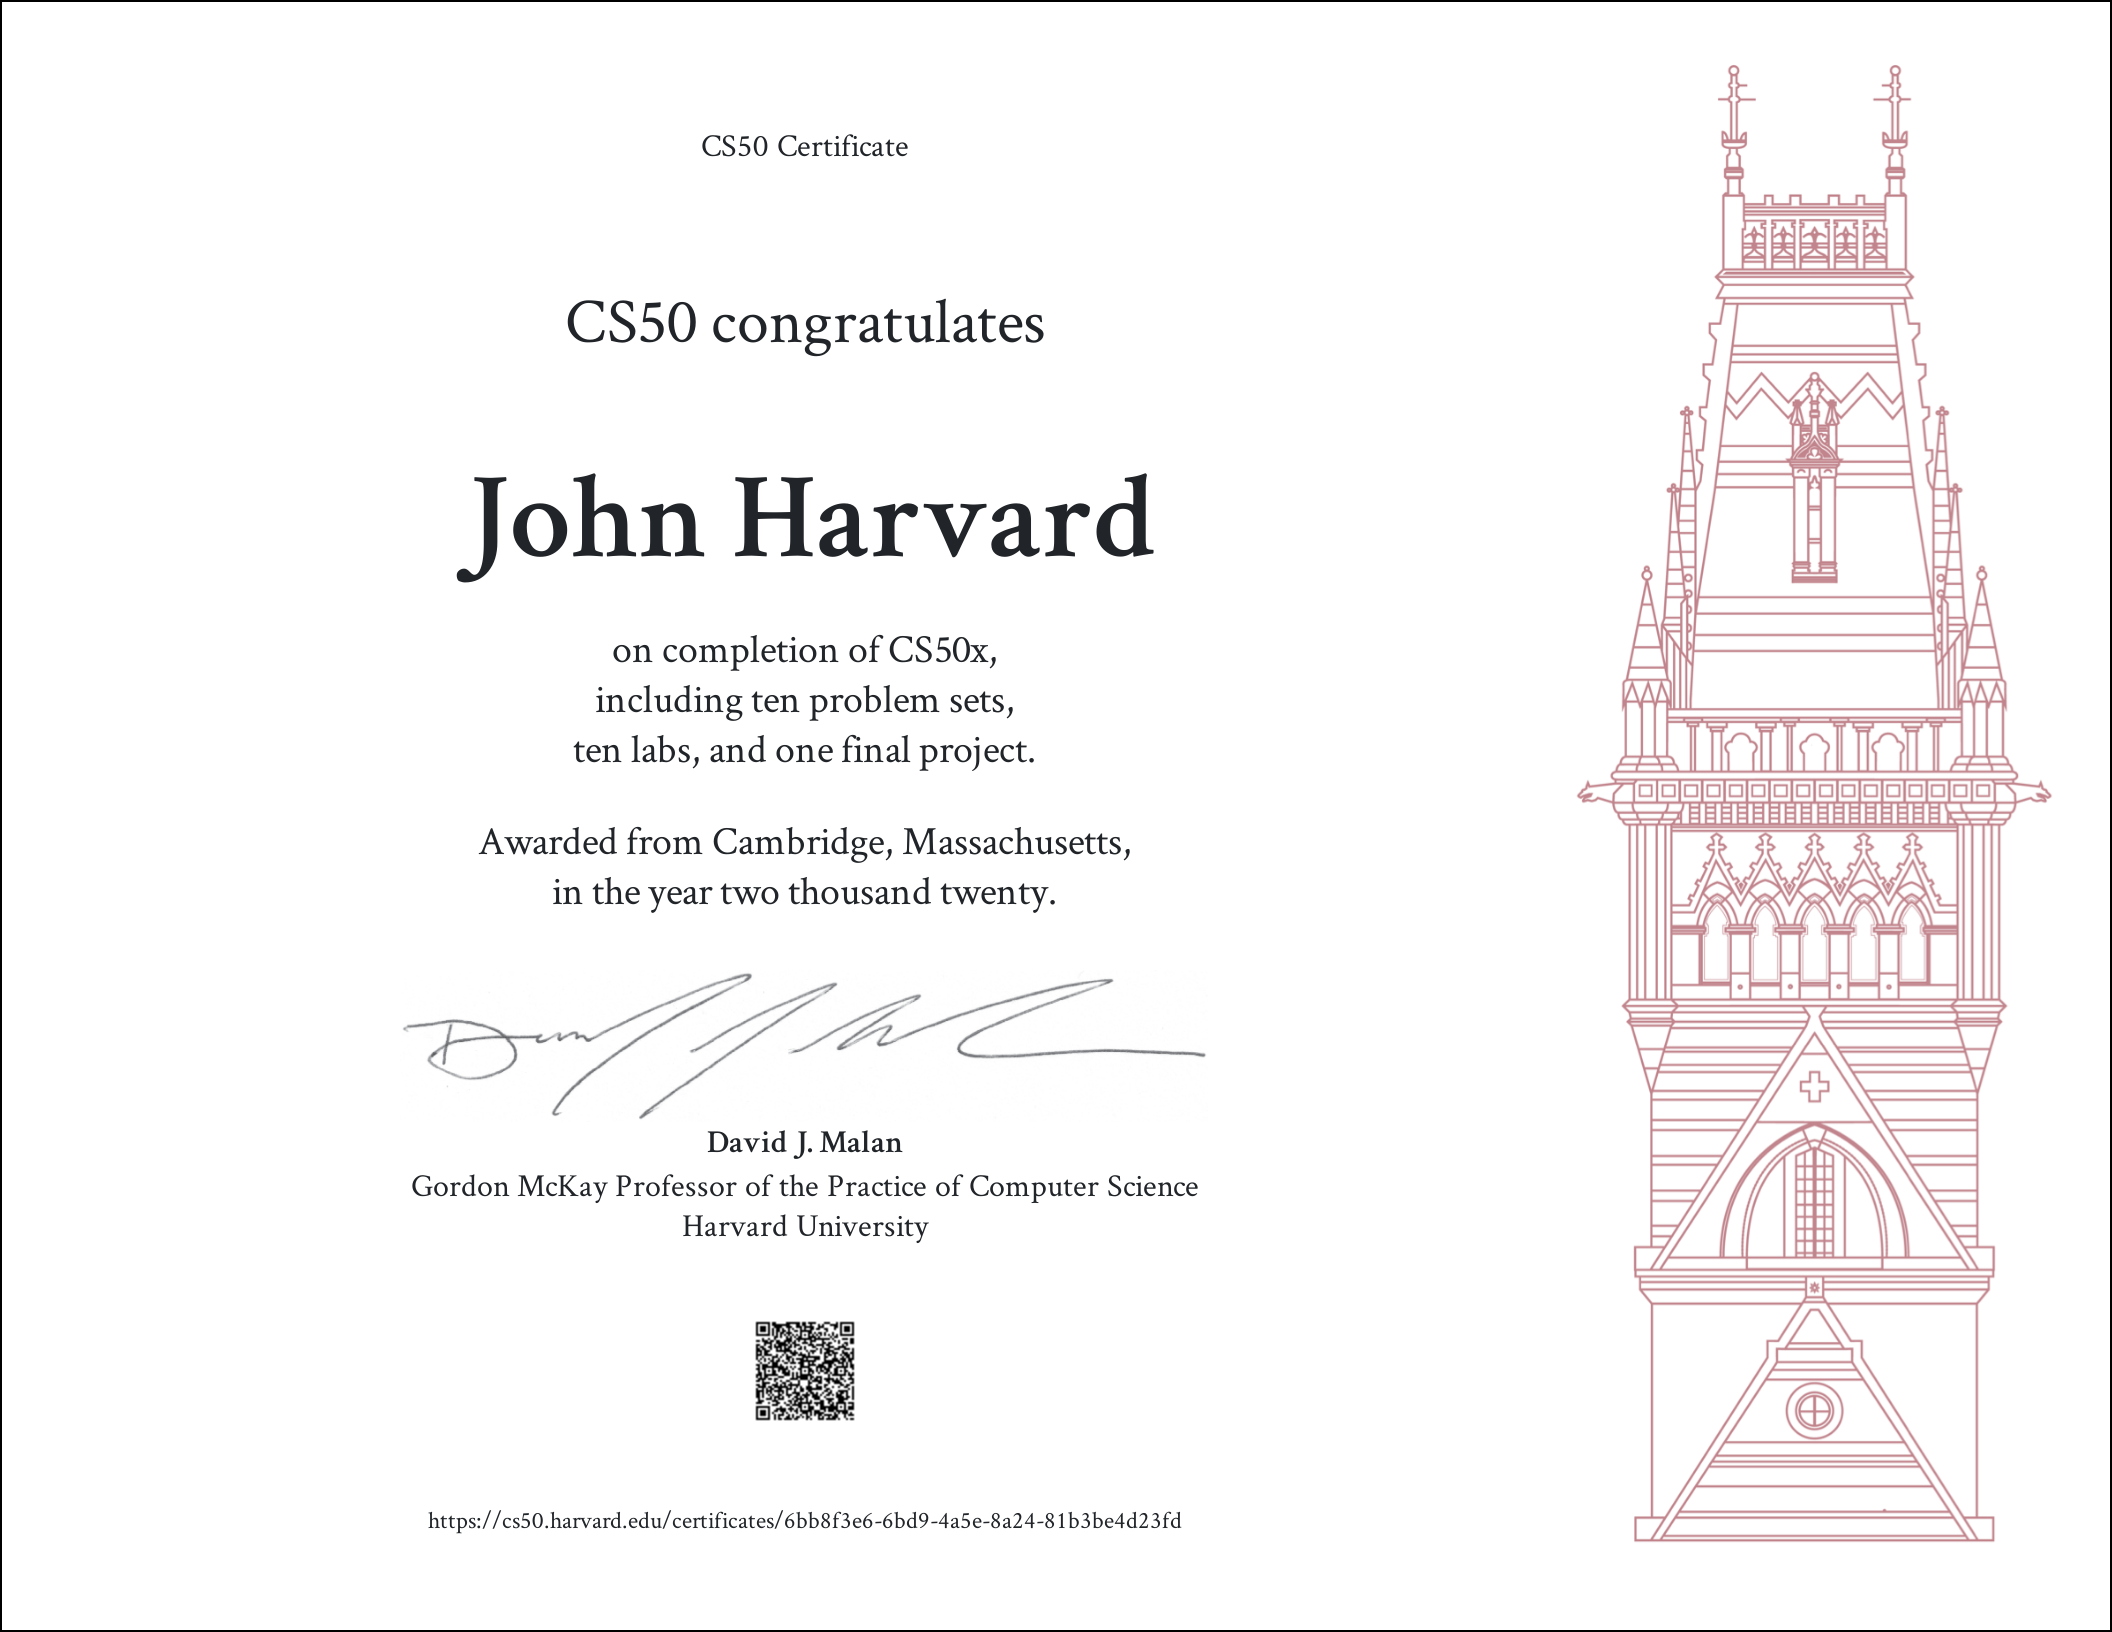 CS50 Certificate
CS50 congratulates
John Harvard
on completion of CS50x,
including ten problem sets,
ten labs, and one final project.
Awarded from Cambridge, Massachusetts,
in the year two thousand twenty.
David J. Malan
Gordon McKay Professor of the Practice of Computer Science
Harvard University
https://cs50.harvard.edu/certificates/6bb8f3e6-6bd9-4a5e-8a24-81b3be4d23fd